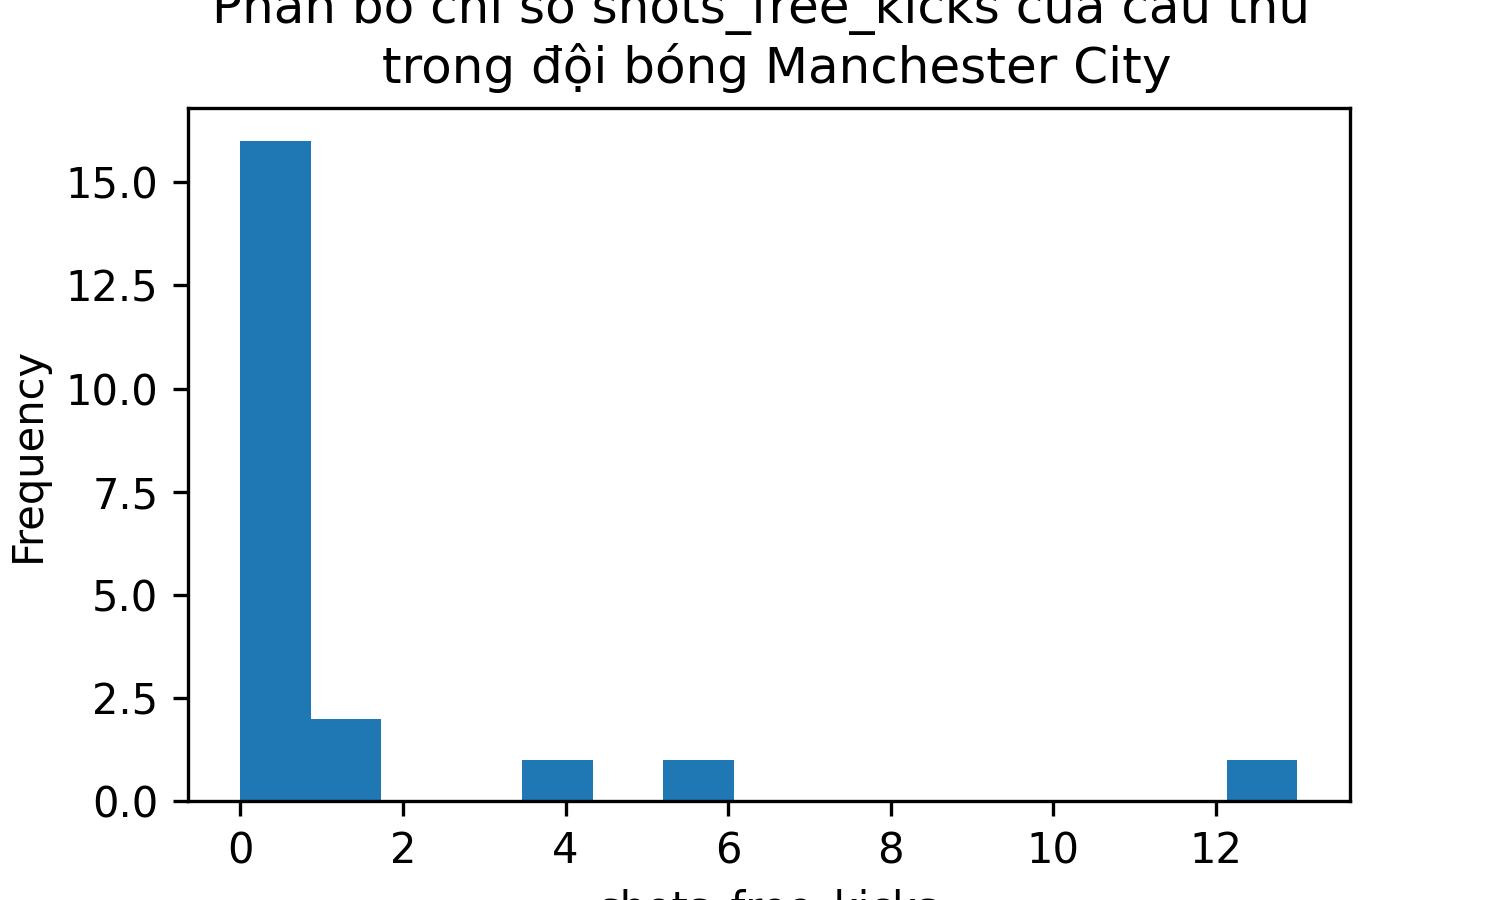 Phân bố chỉ số shots_free_kicks của cầu thủ
trong đội bóng Manchester City
15.0
12.5
10.0
7.5
5.0
2.5
0.0
Frequency
0 2 4 6 8 10 12
shots_free_kicks